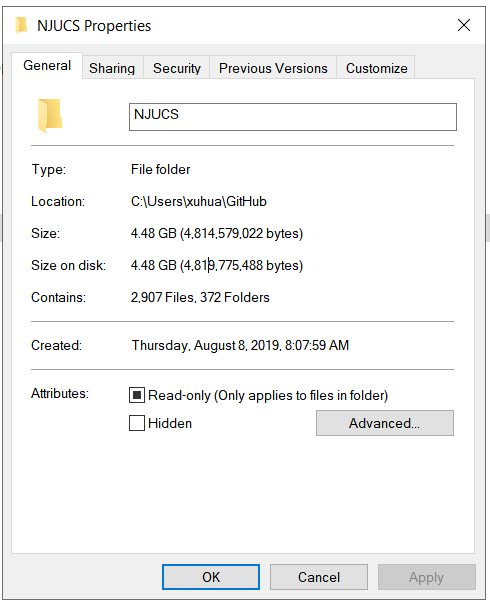 NJUCS Properties
General Sharing Security Previous Versions Customize
NJUCS
Type: File folder
Location: C:\Users\xuhua\GitHub
Size: 4.48 GB (4,814,579,022 bytes)
Size on disk: 4.48 GB (4,819,775,488 bytes)
Contains: 2,907 Files, 372 Folders
Created: Thursday, August 8, 2019, 8:07:59 AM
Attributes: Read-only (Only applies to files in folder)
Hidden Advanced...
OK Cancel Apply